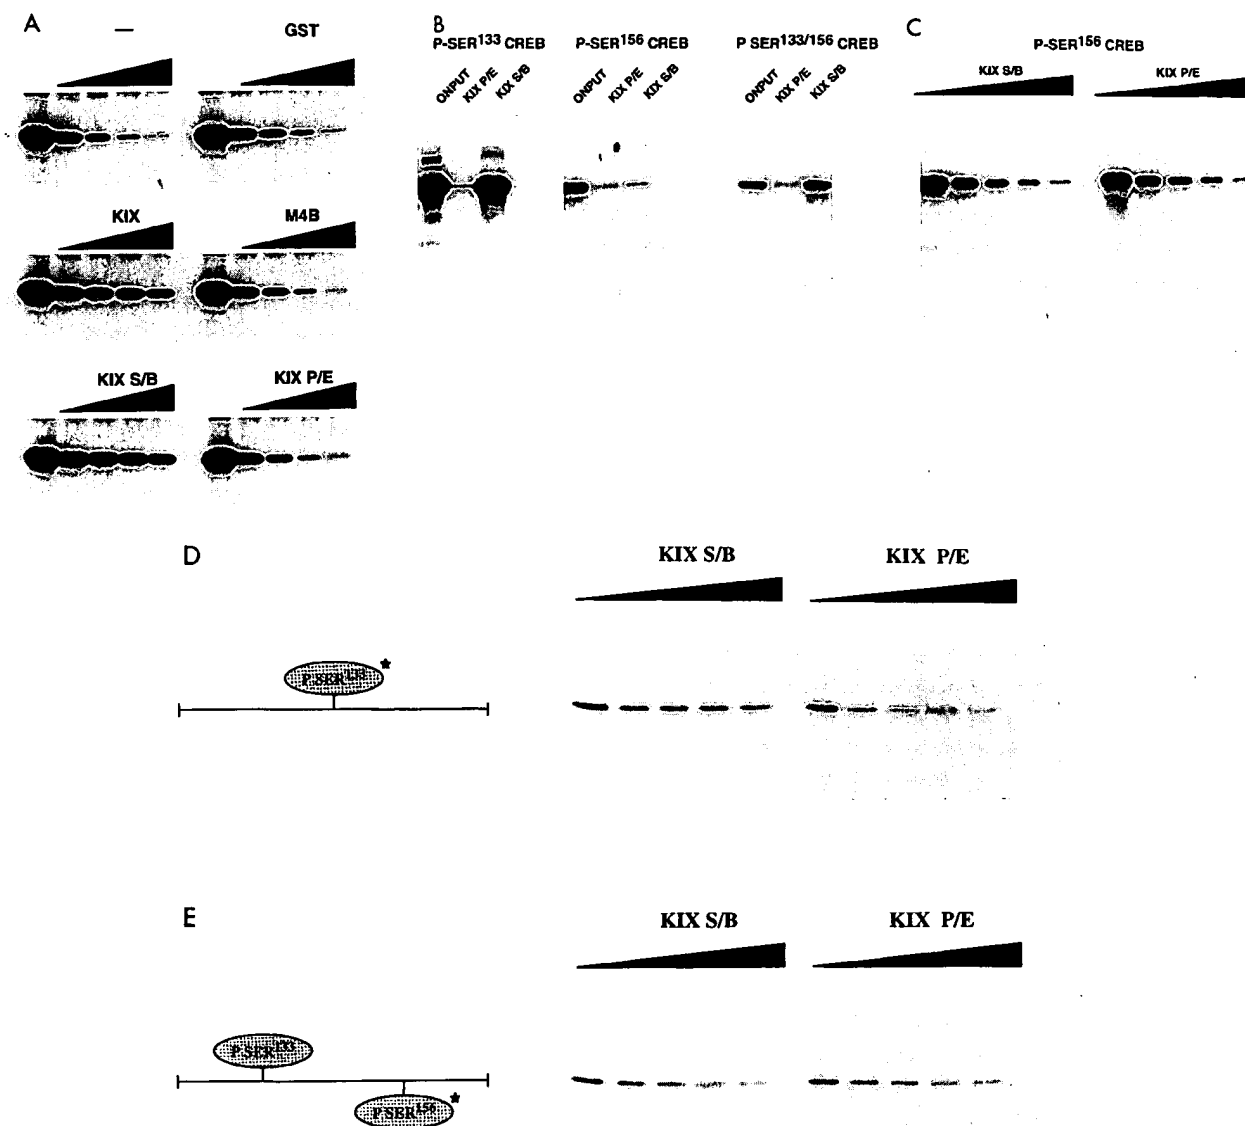 A
—
GST
KIX
M4B
KIX S/B
KIX P/E
B
P-SER133 CREB
P-SER156 CREB
P SER133/156 CREB
ONPUT
KIX P/E
KIX S/B
ONPUT
KIX P/E
KIX S/B
ONPUT
KIX P/E
KIX S/B
C
P-SER156 CREB
KIX S/B
KIX P/E
D
KIX S/B
KIX P/E
P SER133
*
E
KIX S/B
KIX P/E
P SER133
P SER156
*